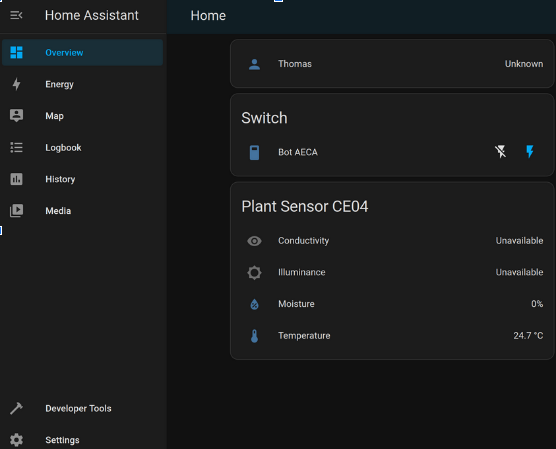 Home Assistant
Home
Overview
Energy
Map
Logbook
History
Media
Developer Tools
Settings
Thomas Unknown
Switch
Bot AECA
Plant Sensor CE04
Conductivity Unavailable
Illuminance Unavailable
Moisture 0%
Temperature 24.7 °C